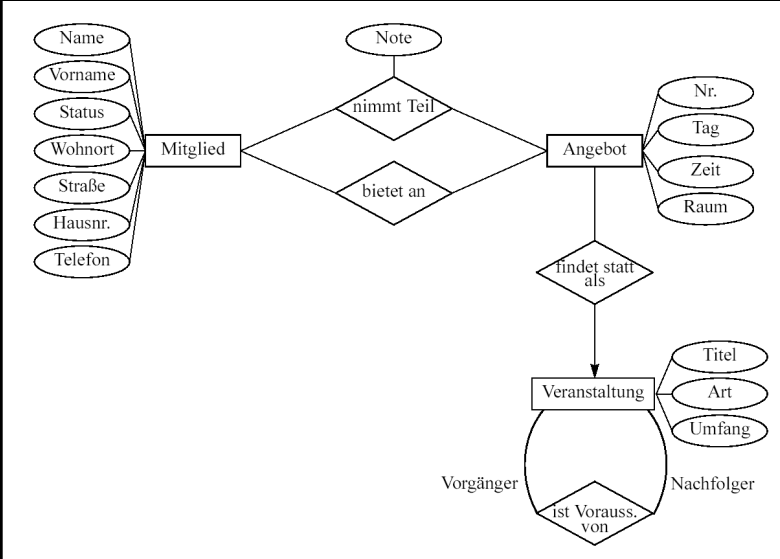 Name
Vorname
Status
Wohnort
Straße
Hausnr.
Telefon
Mitglied
Note
nimmt Teil
bietet an
Angebot
Nr.
Tag
Zeit
Raum
findet statt
als
Veranstaltung
Titel
Art
Umfang
Vorgänger
Nachfolger
ist Vorauss.
von